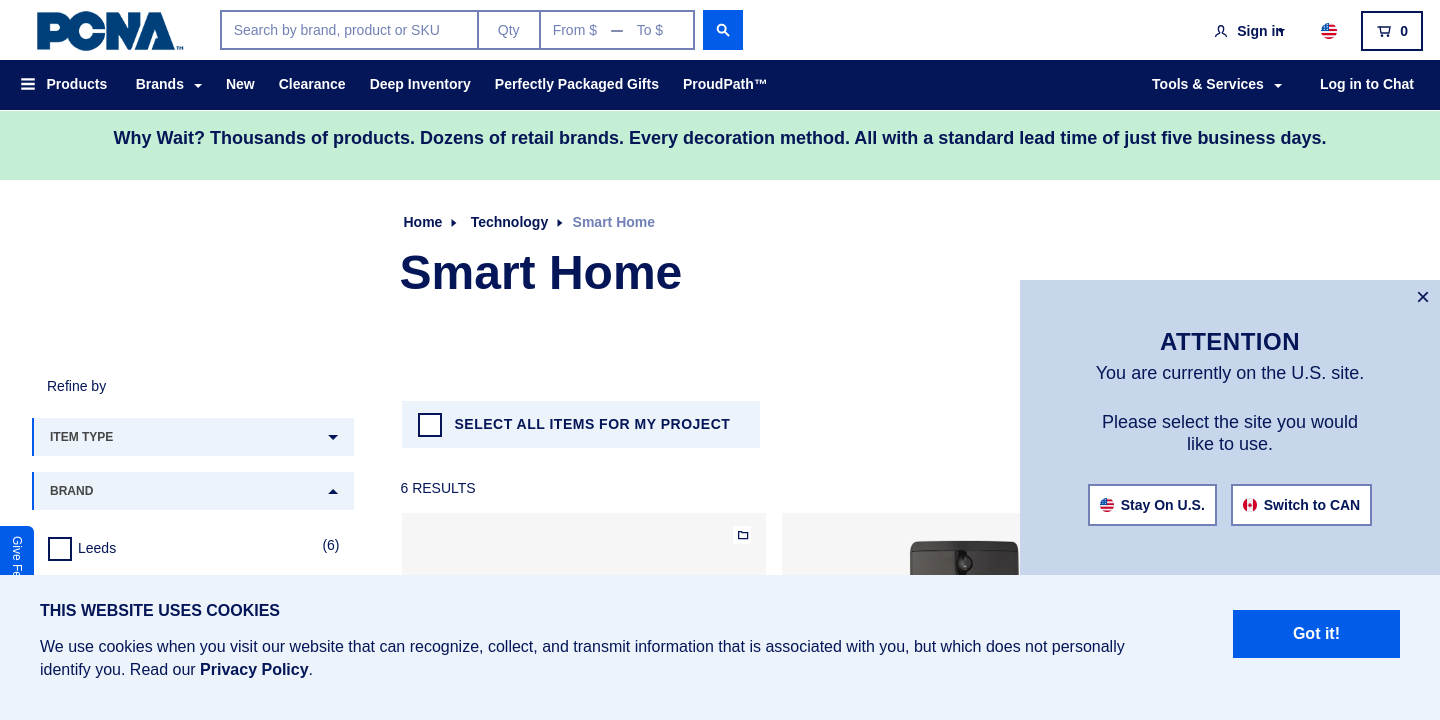 PCNA™
Search by brand, product or SKU
Qty
From $ — To $
Sign in
0
Products
Brands
New
Clearance
Deep Inventory
Perfectly Packaged Gifts
ProudPath™
Tools & Services
Log in to Chat
Why Wait? Thousands of products. Dozens of retail brands. Every decoration method. All with a standard lead time of just five business days.
Home
Technology
Smart Home
Smart Home
Refine by
ITEM TYPE
BRAND
Leeds
(6)
Give
SELECT ALL ITEMS FOR MY PROJECT
6 RESULTS
ATTENTION
You are currently on the U.S. site.
Please select the site you would
like to use.
Stay On U.S.
Switch to CAN
THIS WEBSITE USES COOKIES
We use cookies when you visit our website that can recognize, collect, and transmit information that is associated with you, but which does not personally
identify you. Read our Privacy Policy.
Got it!